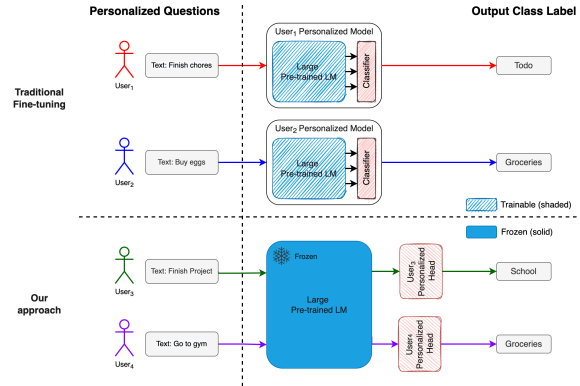 Personalized Questions
Output Class Label
Traditional
Fine-tuning
User1
Text: Finish chores
User1 Personalized Model
Large
Pre-trained LM
Classifier
Todo
User2
Text: Buy eggs
User2 Personalized Model
Large
Pre-trained LM
Classifier
Groceries
Trainable (shaded)
Frozen (solid)
Our
approach
User3
Text: Finish Project
Frozen
Large
Pre-trained LM
User3
Personalized
Head
School
User4
Text: Go to gym
User4
Personalized
Head
Groceries